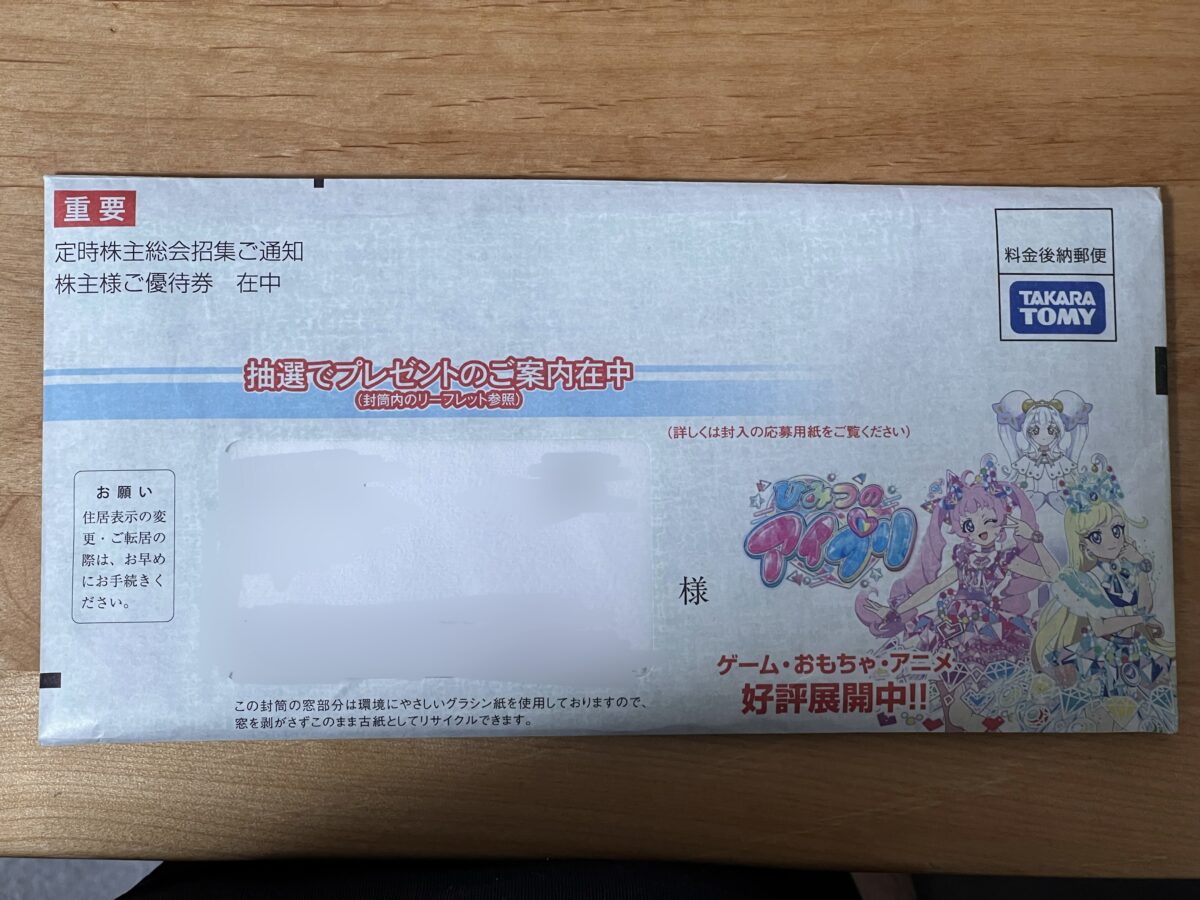 重要
定時株主総会招集ご通知
株主様ご優待券 在中
料金後納郵便
TAKARA
TOMY
抽選でプレゼントのご案内在中
(封筒内のリーフレット参照)
(詳しくは封入の応募用紙をご覧ください)
お願い
住居表示の変
更・ご転居の
際は、お早め
にお手続きく
ださい。
様
ひみつの
アイプリ
ゲーム・おもちゃ・アニメ
好評展開中!!
この封筒の窓部分は環境にやさしいグラシン紙を使用しておりますので、
窓を剥がさずこのまま古紙としてリサイクルできます。